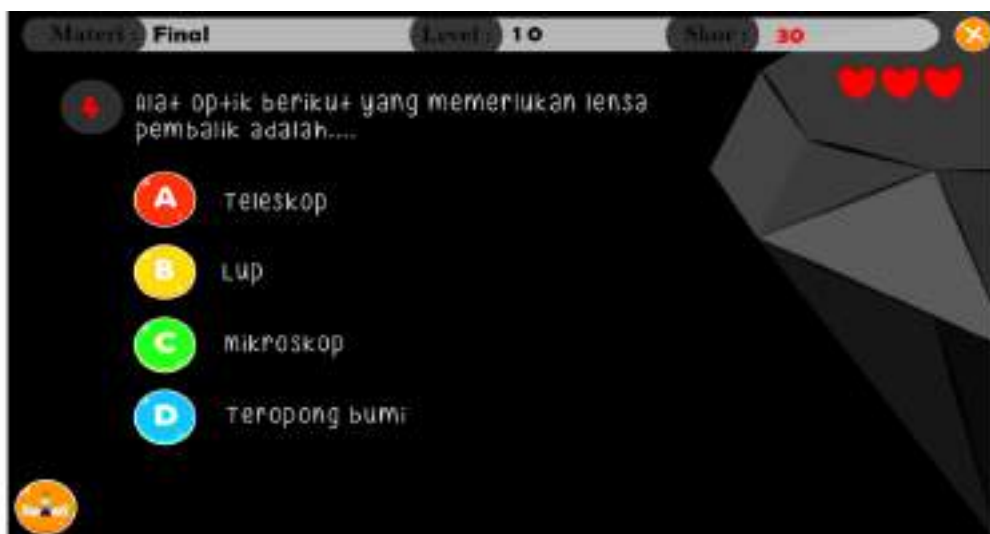 Materi : Final Level : 10 Skor : 30
Alat optik berikut yang memerlukan lensa
pembalik adalah....
A Teleskop
B Lup
C mikroskop
D Teropong bumi